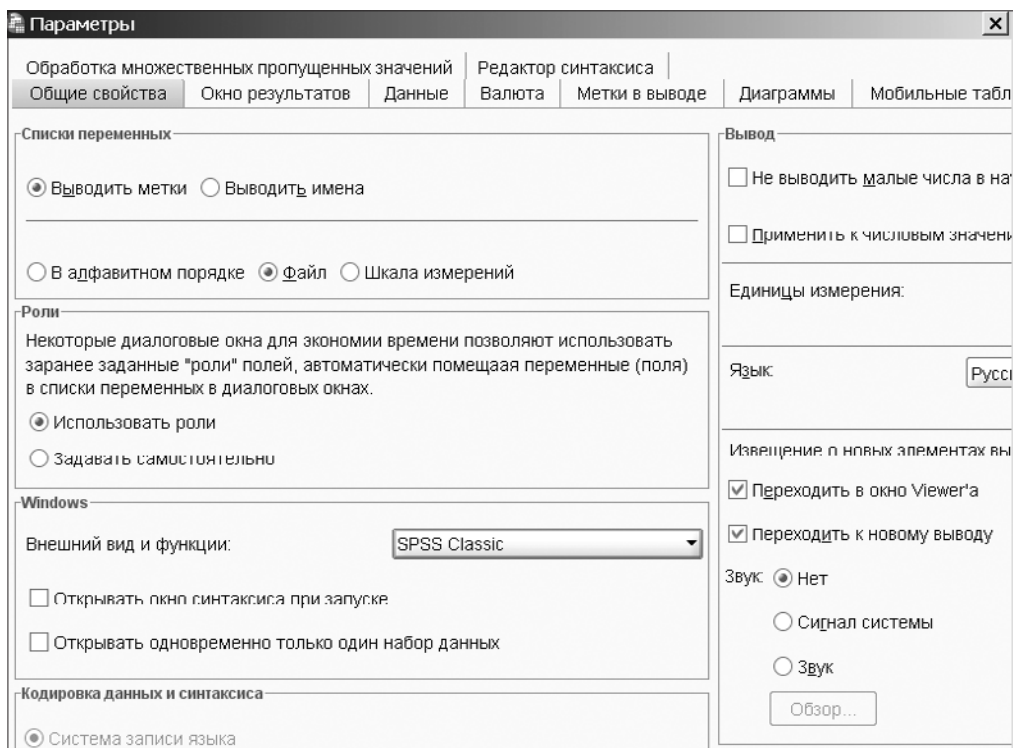 Параметры
Обработка множественных пропущенных значений Редактор синтаксиса
Общие свойства Окно результатов Данные Валюта Метки в выводе Диаграммы Мобильные табл
Списки переменных
Выводить метки Выводить имена
В алфавитном порядке Файл Шкала измерений
Роли
Некоторые диалоговые окна для экономии времени позволяют использовать
заранее заданные "роли" полей, автоматически помещаая переменные (поля)
в списки переменных в диалоговых окнах.
Использовать роли
Задавать самостоятельно
Windows
Внешний вид и функции: SPSS Classic
Открывать окно синтаксиса при запуске
Открывать одновременно только один набор данных
Кодировка данных и синтаксиса
Система записи языка
Вывод
Не выводить малые числа в на
Применить к числовым значени
Единицы измерения:
Язык: Русс
Извещение о новых элементах вы
Переходить в окно Viewer'а
Переходить к новому выводу
Звук: Нет
Сигнал системы
Звук
Обзор...